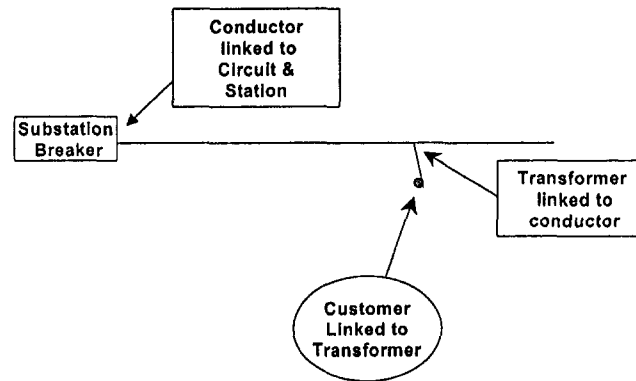 Conductor
linked to
Circuit &
Station
Substation
Breaker
Transformer
linked to
conductor
Customer
Linked to
Transformer